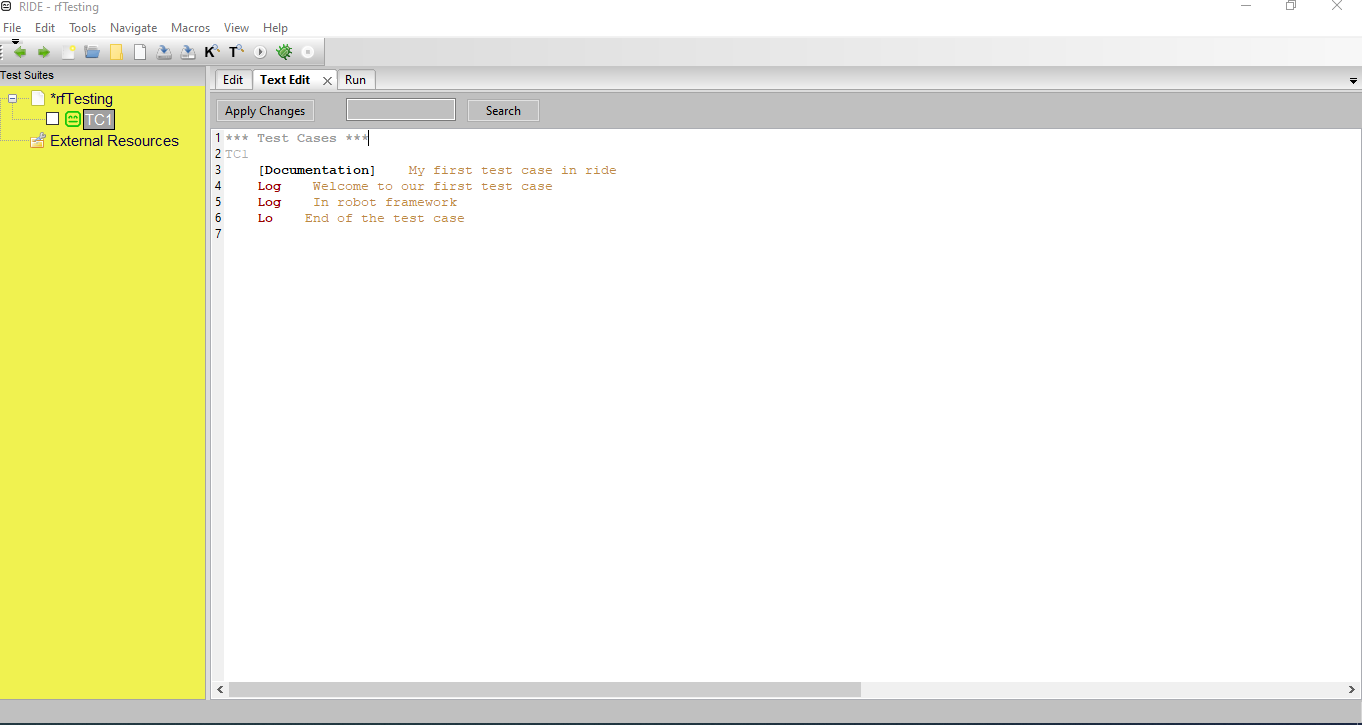 RIDE - rfTesting
File Edit Tools Navigate Macros View Help
K T
Test Suites
*rfTesting
TC1
External Resources
Edit Text Edit Run
Apply Changes Search
1 *** Test Cases ***
2 TC1
3 [Documentation] My first test case in ride
4 Log Welcome to our first test case
5 Log In robot framework
6 Lo End of the test case
7